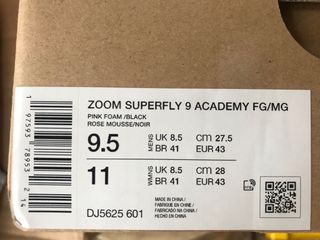 ZOOM SUPERFLY 9 ACADEMY FG/MG
PINK FOAM /BLACK
ROSE MOUSSE/NOIR
9.5 MENS UK 8.5 cm 27.5
BR 41 EUR 43
11 WMNS UK 8.5 cm 28
BR 41 EUR 43
DJ5625 601
MADE IN CHINA /
FABRIQUÉ EN CHINE /
FABRICADO NA CHINA /
HECHO EN CHINA